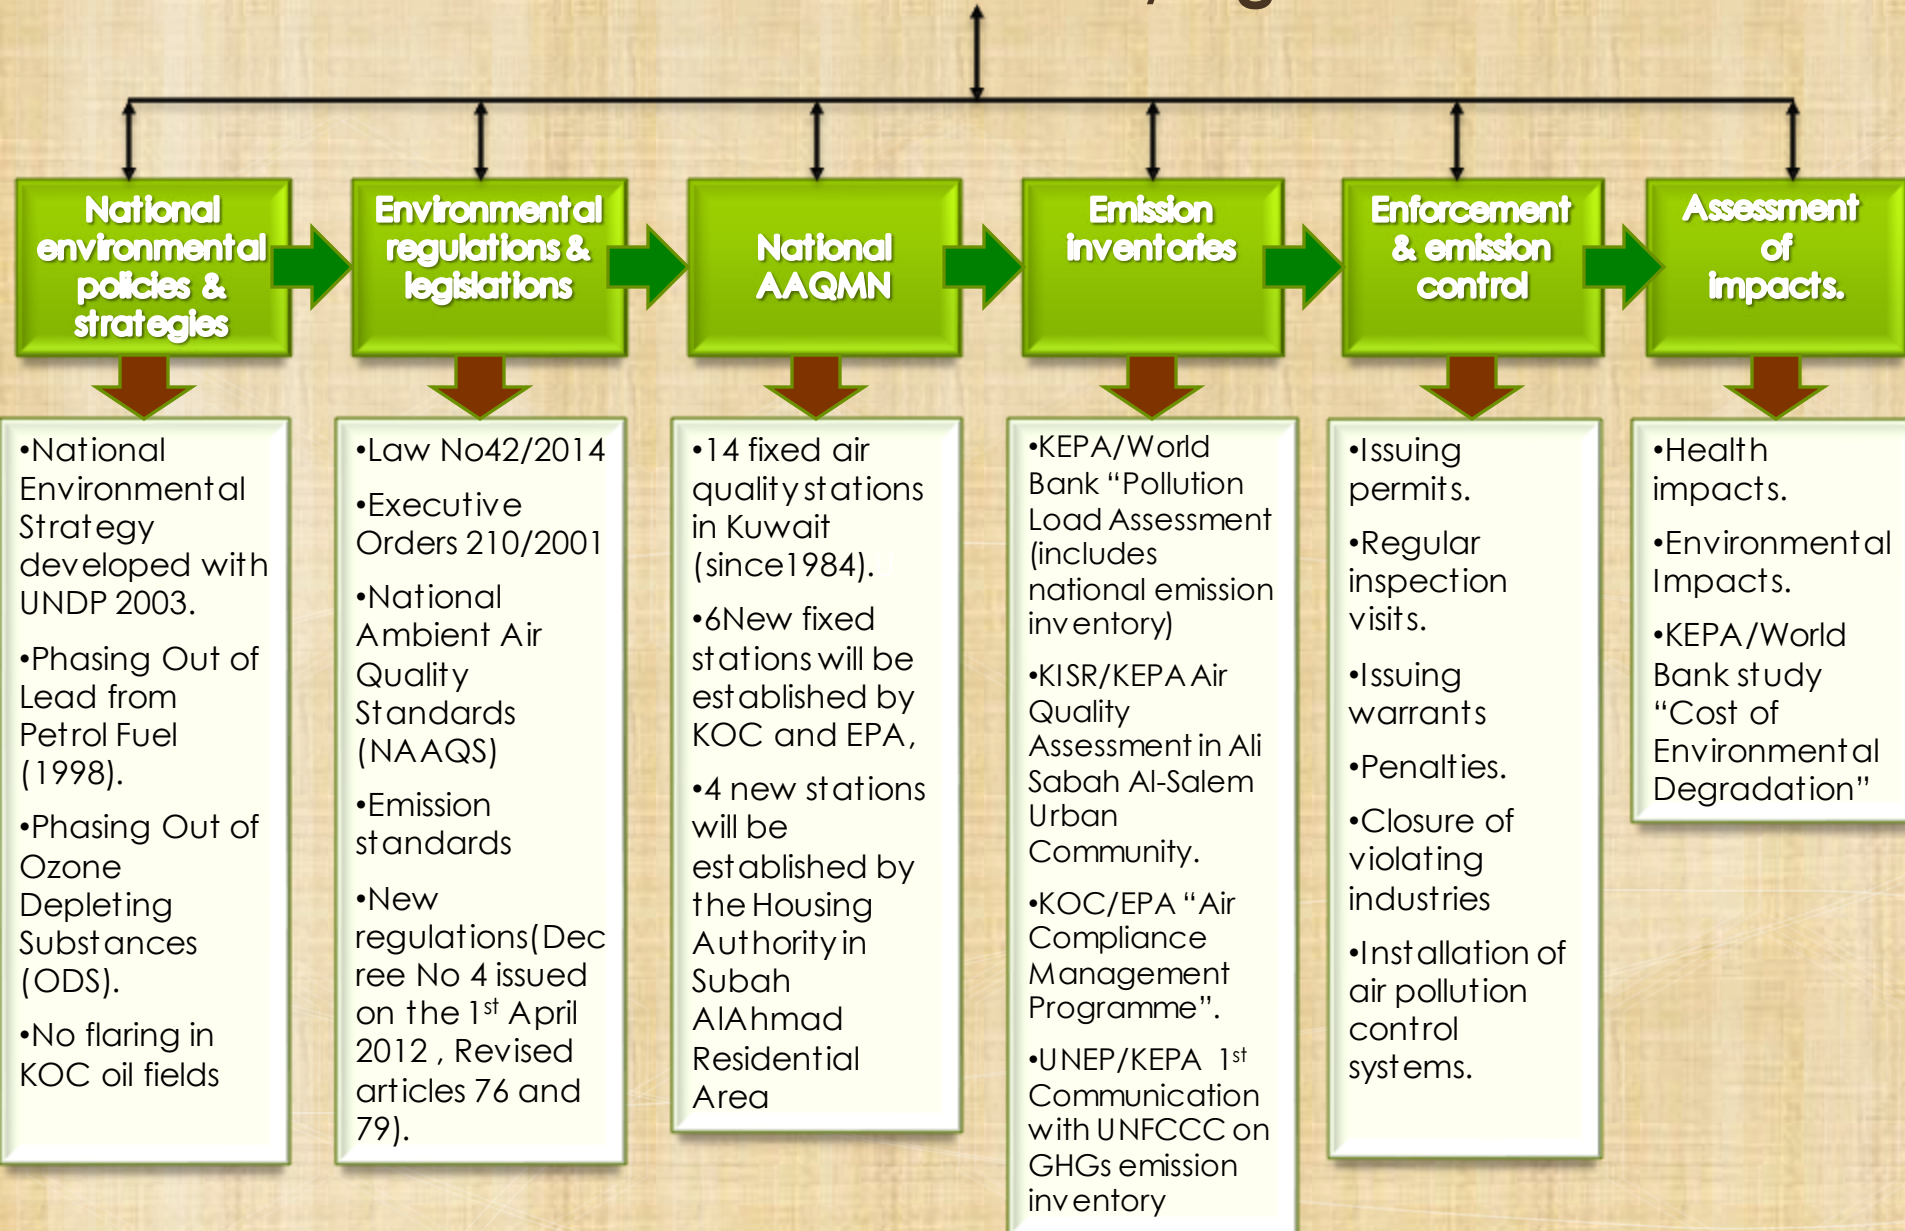 National
environmental
policies &
strategies
Environmental
regulations &
legislations
National
AAQMN
Emission
inventories
Enforcement
& emission
control
Assessment
of
impacts.
•National
Environmental
Strategy
developed with
UNDP 2003.
•Phasing Out of
Lead from
Petrol Fuel
(1998).
•Phasing Out of
Ozone
Depleting
Substances
(ODS).
•No flaring in
KOC oil fields
•Law No42/2014
•Executive
Orders 210/2001
•National
Ambient Air
Quality
Standards
(NAAQS)
•Emission
standards
•New
regulations(Dec
ree No 4 issued
on the 1st April
2012 , Revised
articles 76 and
79).
•14 fixed air
quality stations
in Kuwait
(since1984).
•6New fixed
stations will be
established by
KOC and EPA,
•4 new stations
will be
established by
the Housing
Authority in
Subah
AlAhmad
Residential
Area
•KEPA/World
Bank “Pollution
Load Assessment
(includes
national emission
inventory)
•KISR/KEPA Air
Quality
Assessment in Ali
Sabah Al-Salem
Urban
Community.
•KOC/EPA “Air
Compliance
Management
Programme”.
•UNEP/KEPA 1st
Communication
with UNFCCC on
GHGs emission
inventory
•Issuing
permits.
•Regular
inspection
visits.
•Issuing
warrants
•Penalties.
•Closure of
violating
industries
•Installation of
air pollution
control
systems.
•Health
impacts.
•Environmental
Impacts.
•KEPA/World
Bank study
“Cost of
Environmental
Degradation”